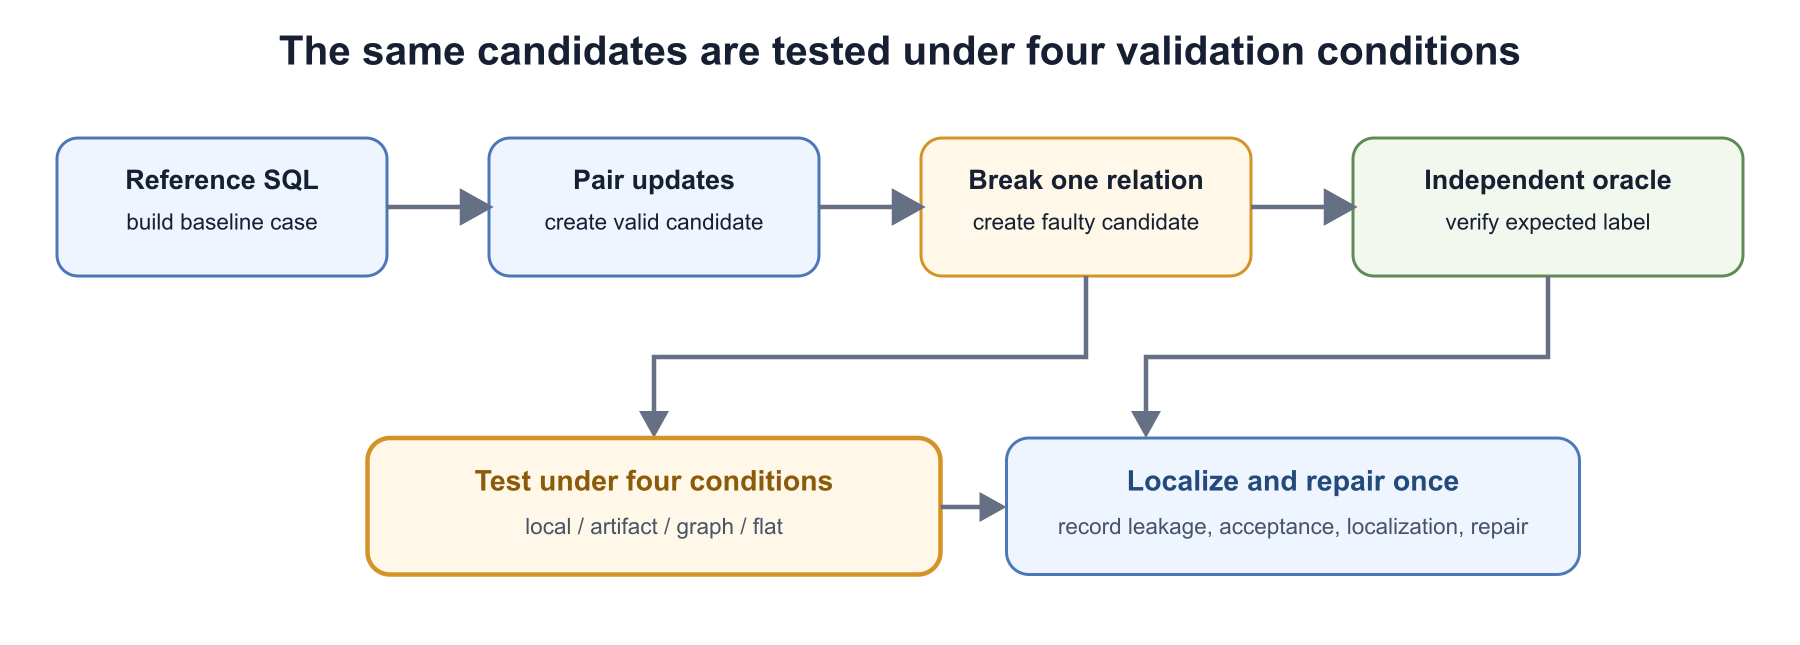 The same candidates are tested under four validation conditions
Reference SQL
build baseline case
Pair updates
create valid candidate
Break one relation
create faulty candidate
Independent oracle
verify expected label
Test under four conditions
local / artifact / graph / flat
Localize and repair once
record leakage, acceptance, localization, repair